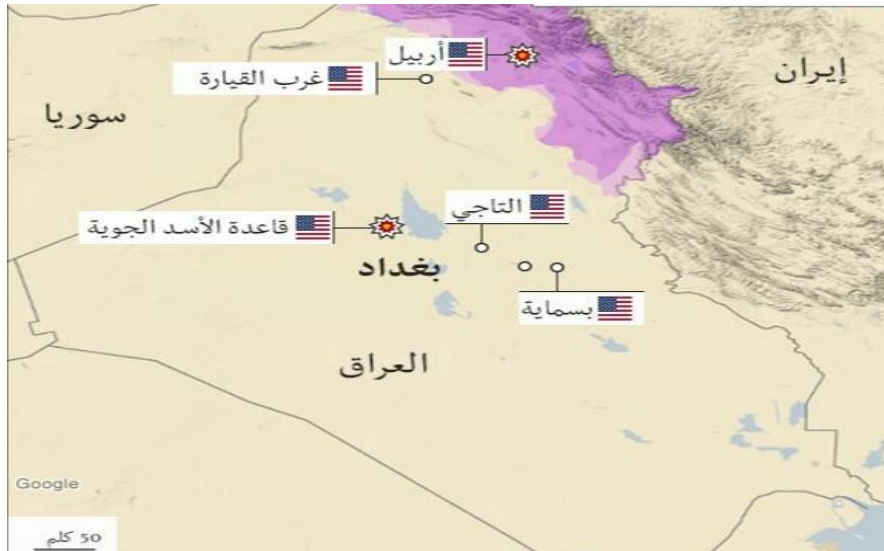 أربيل
غرب القيارة
إيران
سوريا
التاجي
قاعدة الأسد الجوية
بغداد
بسماية
العراق
Google
50 كلم